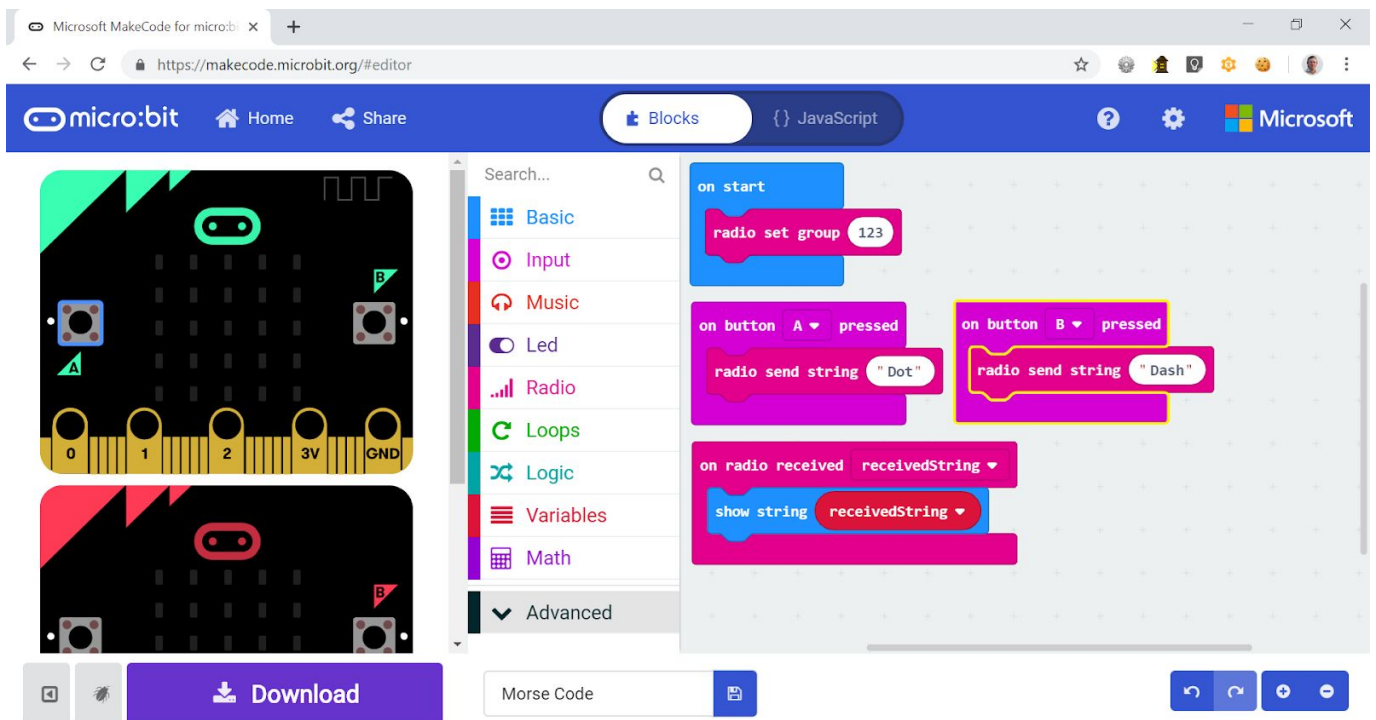 Microsoft MakeCode for micro:bi
https://makecode.microbit.org/#editor
micro:bit Home Share Blocks {} JavaScript Microsoft
B
A
0 1 2 3V GND
B
Search...
Basic
Input
Music
Led
Radio
Loops
Logic
Variables
Math
Advanced
on start
radio set group 123
on button A pressed
radio send string "Dot"
on button B pressed
radio send string "Dash"
on radio received receivedString
show string receivedString
Download
Morse Code